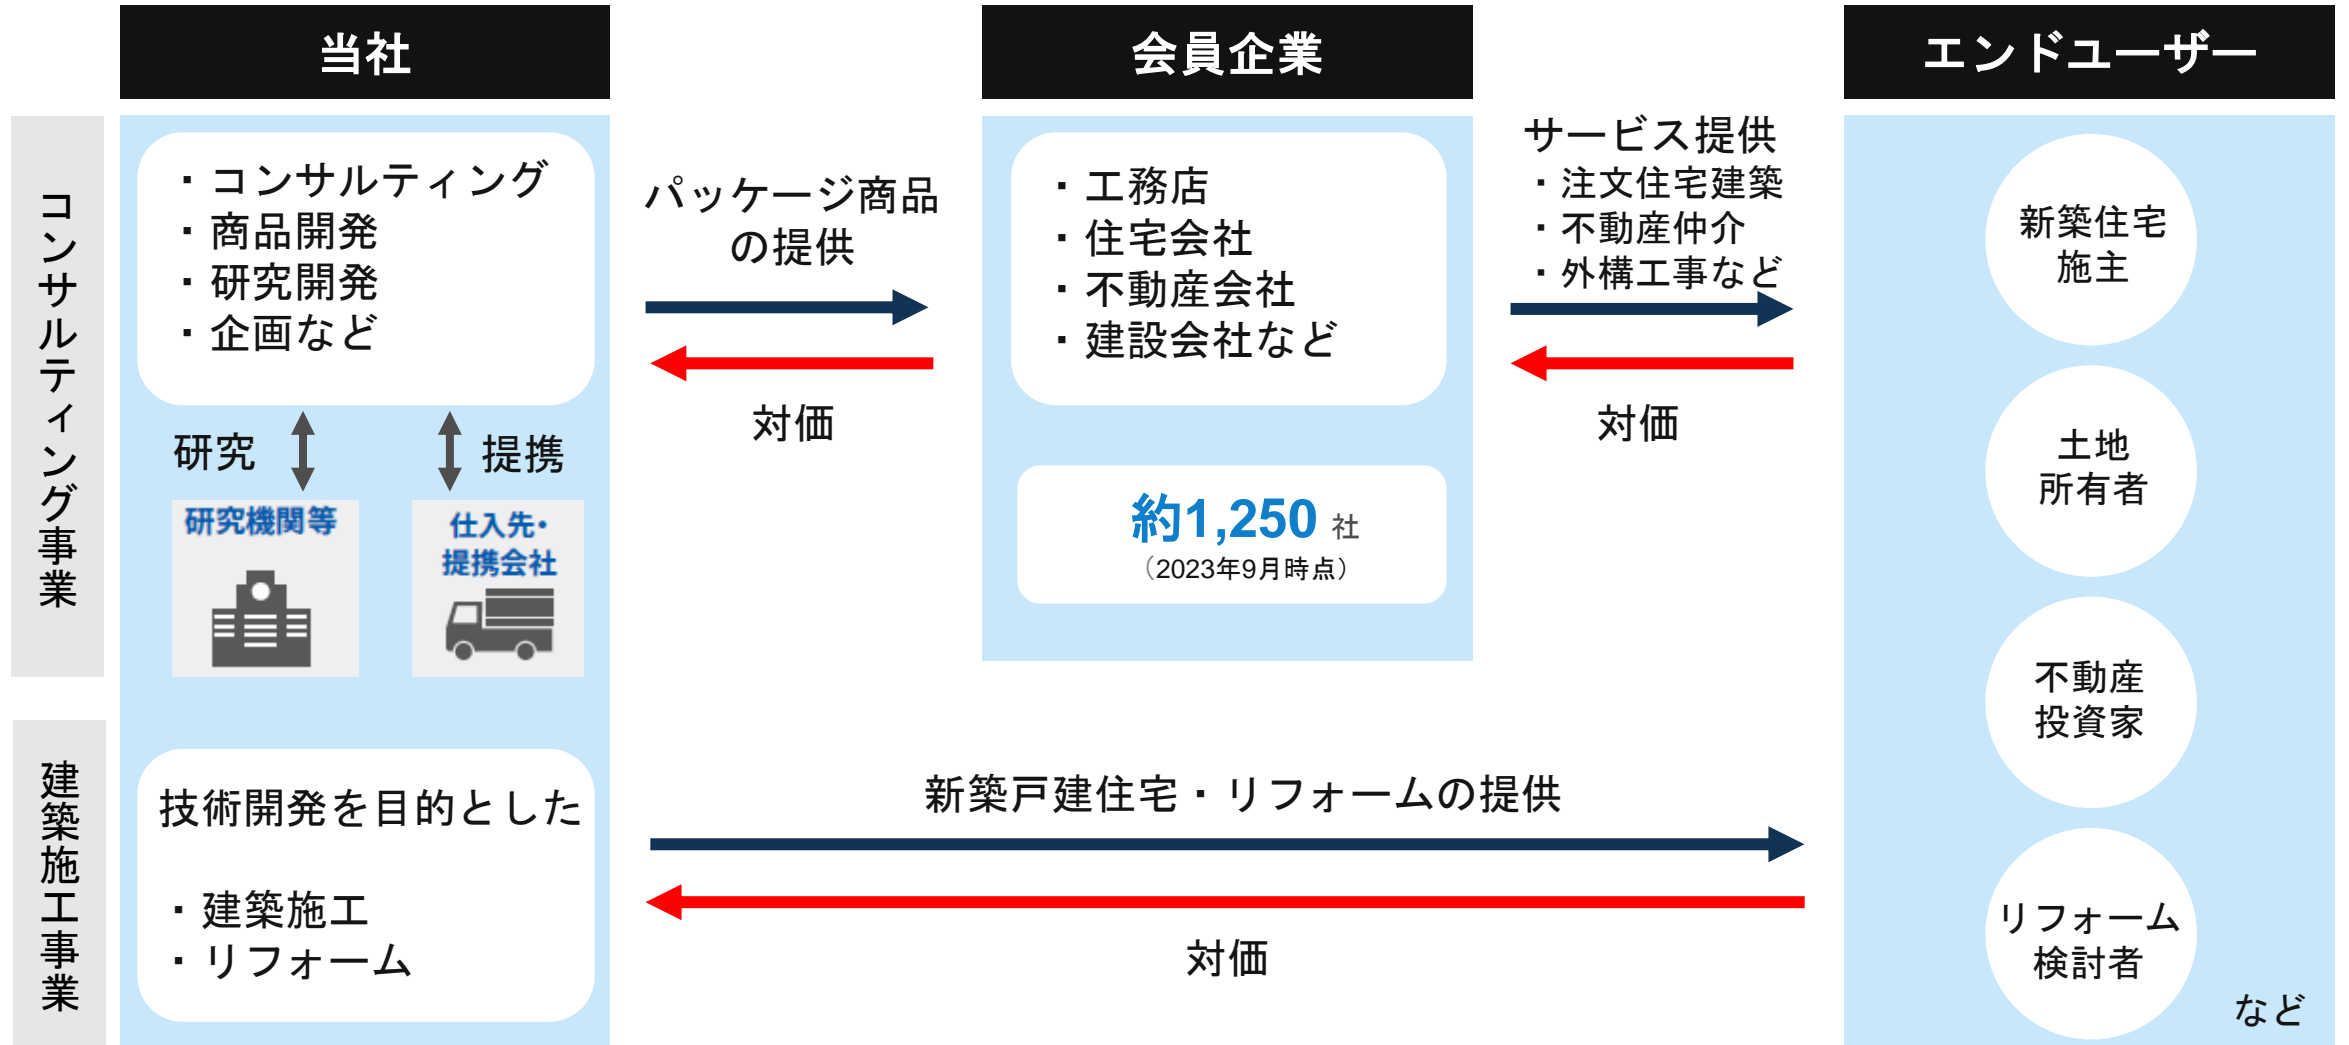 当社
会員企業
エンドユーザー
コンサルティング事業
・コンサルティング
・商品開発
・研究開発
・企画など
研究
提携
研究機関等
仕入先・
提携会社
パッケージ商品
の提供
対価
・工務店
・住宅会社
・不動産会社
・建設会社など
約1,250 社
（2023年9月時点）
サービス提供
・注文住宅建築
・不動産仲介
・外構工事など
対価
新築住宅
施主
土地
所有者
不動産
投資家
リフォーム
検討者
など
建築施工事業
技術開発を目的とした
・建築施工
・リフォーム
新築戸建住宅・リフォームの提供
対価